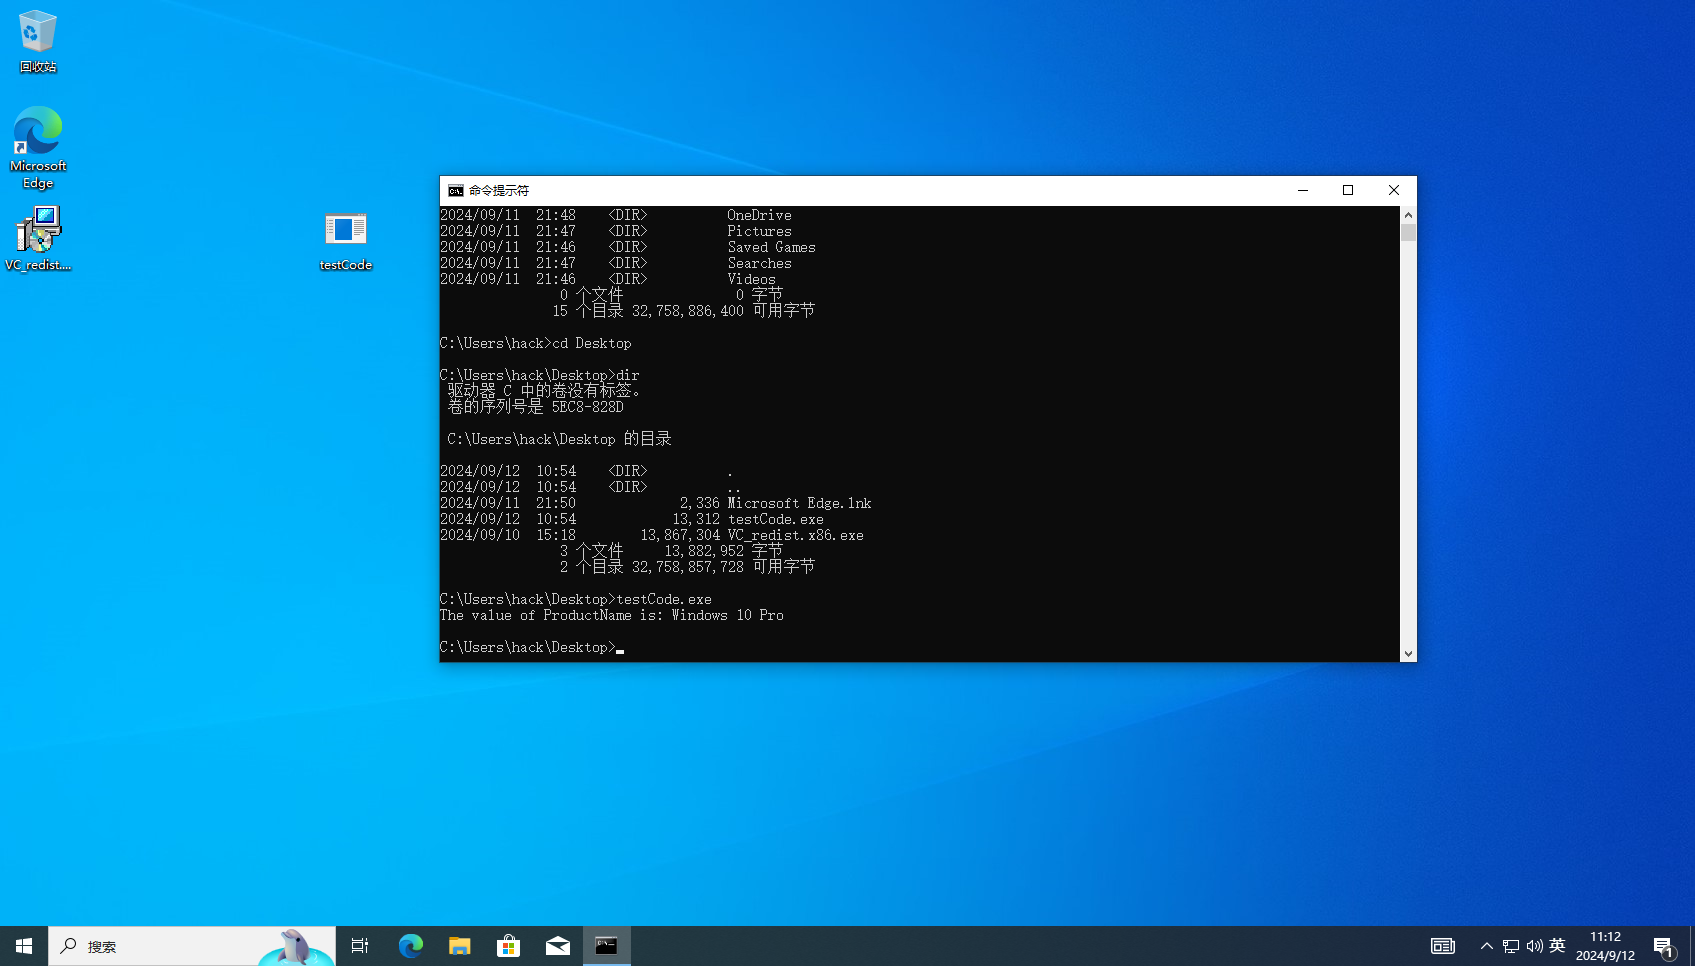 回收站
Microsoft
Edge
VC_redist....
testCode
命令提示符
2024/09/11  21:48    <DIR>          OneDrive
2024/09/11  21:47    <DIR>          Pictures
2024/09/11  21:46    <DIR>          Saved Games
2024/09/11  21:47    <DIR>          Searches
2024/09/11  21:46    <DIR>          Videos
               0 个文件              0 字节
              15 个目录 32,758,886,400 可用字节
C:\Users\hack>cd Desktop
C:\Users\hack\Desktop>dir
 驱动器 C 中的卷没有标签。
 卷的序列号是 5EC8-828D
 C:\Users\hack\Desktop 的目录
2024/09/12  10:54    <DIR>          .
2024/09/12  10:54    <DIR>          ..
2024/09/11  21:50             2,336 Microsoft Edge.lnk
2024/09/12  10:54            13,312 testCode.exe
2024/09/10  15:18        13,867,304 VC_redist.x86.exe
               3 个文件     13,882,952 字节
               2 个目录 32,758,857,728 可用字节
C:\Users\hack\Desktop>testCode.exe
The value of ProductName is: Windows 10 Pro
C:\Users\hack\Desktop>
搜索
英
11:12
2024/9/12
1